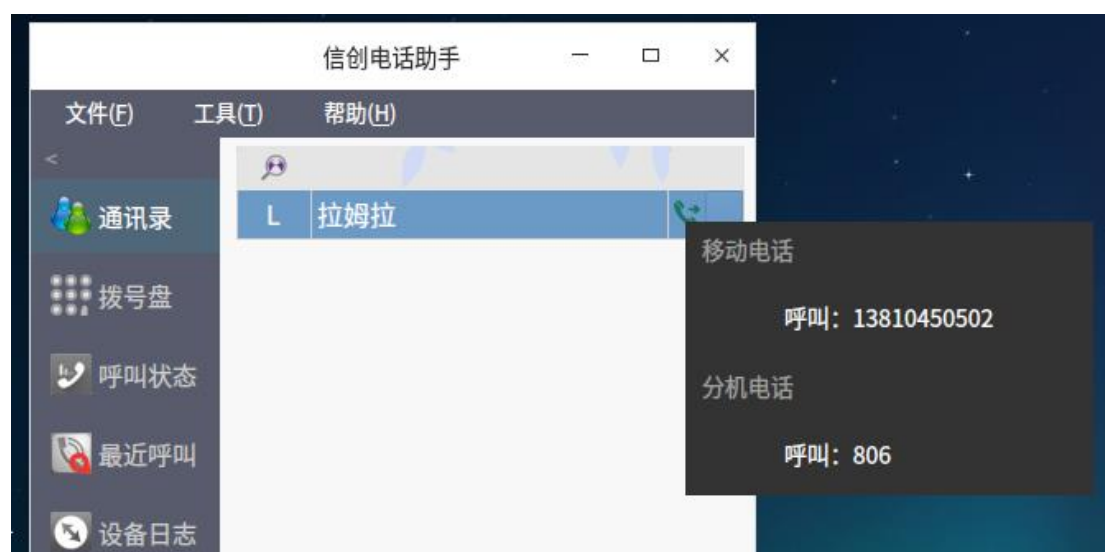 信创电话助手
文件(F) 工具(T) 帮助(H)
<
通讯录
L 拉姆拉
移动电话
拨号盘
呼叫：13810450502
呼叫状态
分机电话
最近呼叫
呼叫：806
设备日志